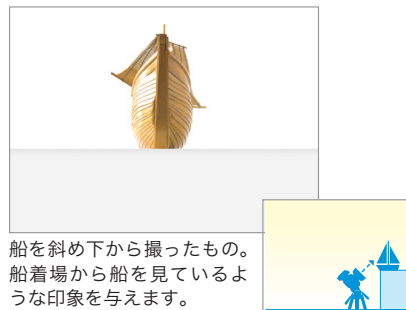 船を斜め下から撮ったもの。
船着場から船を見ているよ
うな印象を与えます。